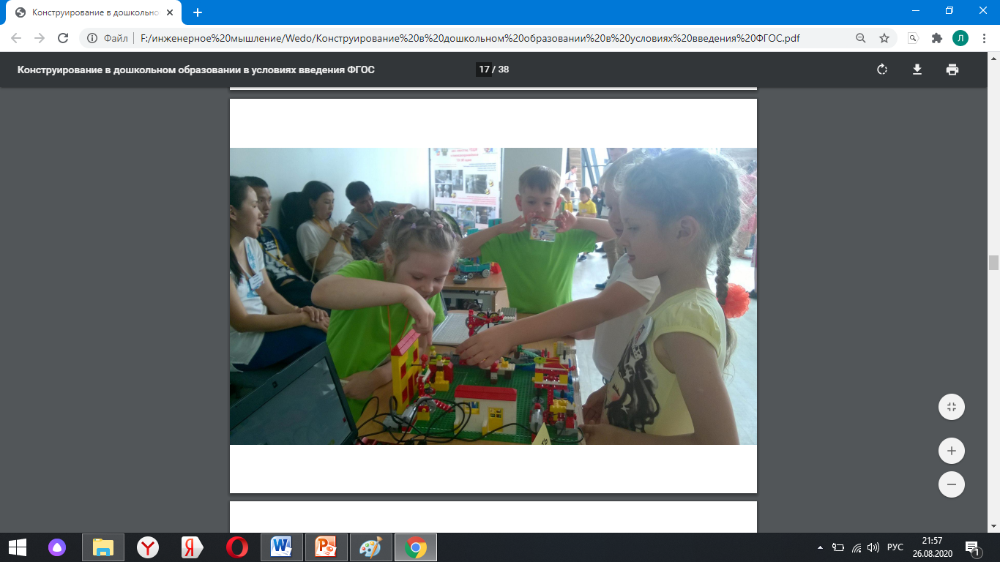 Конструирование в дошкольно
Файл
F:/инженерное%20мышление/Wedo/Конструирование%20в%20дошкольном%20образовании%20в%20условиях%20введения%20ФГОС.pdf
Л
Конструирование в дошкольном образовании в условиях введения ФГОС
17 / 38
РУС
21:57
26.08.2020
1